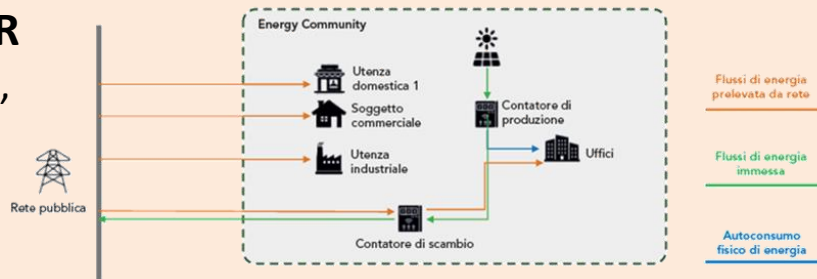 R
,
Energy Community
Utenza
domestica 1
Soggetto
commerciale
Utenza
industriale
Contatore di
produzione
Uffici
Rete pubblica
Contatore di scambio
Flussi di energia
prelevata da rete
Flussi di energia
immessa
Autoconsumo
fisico di energia